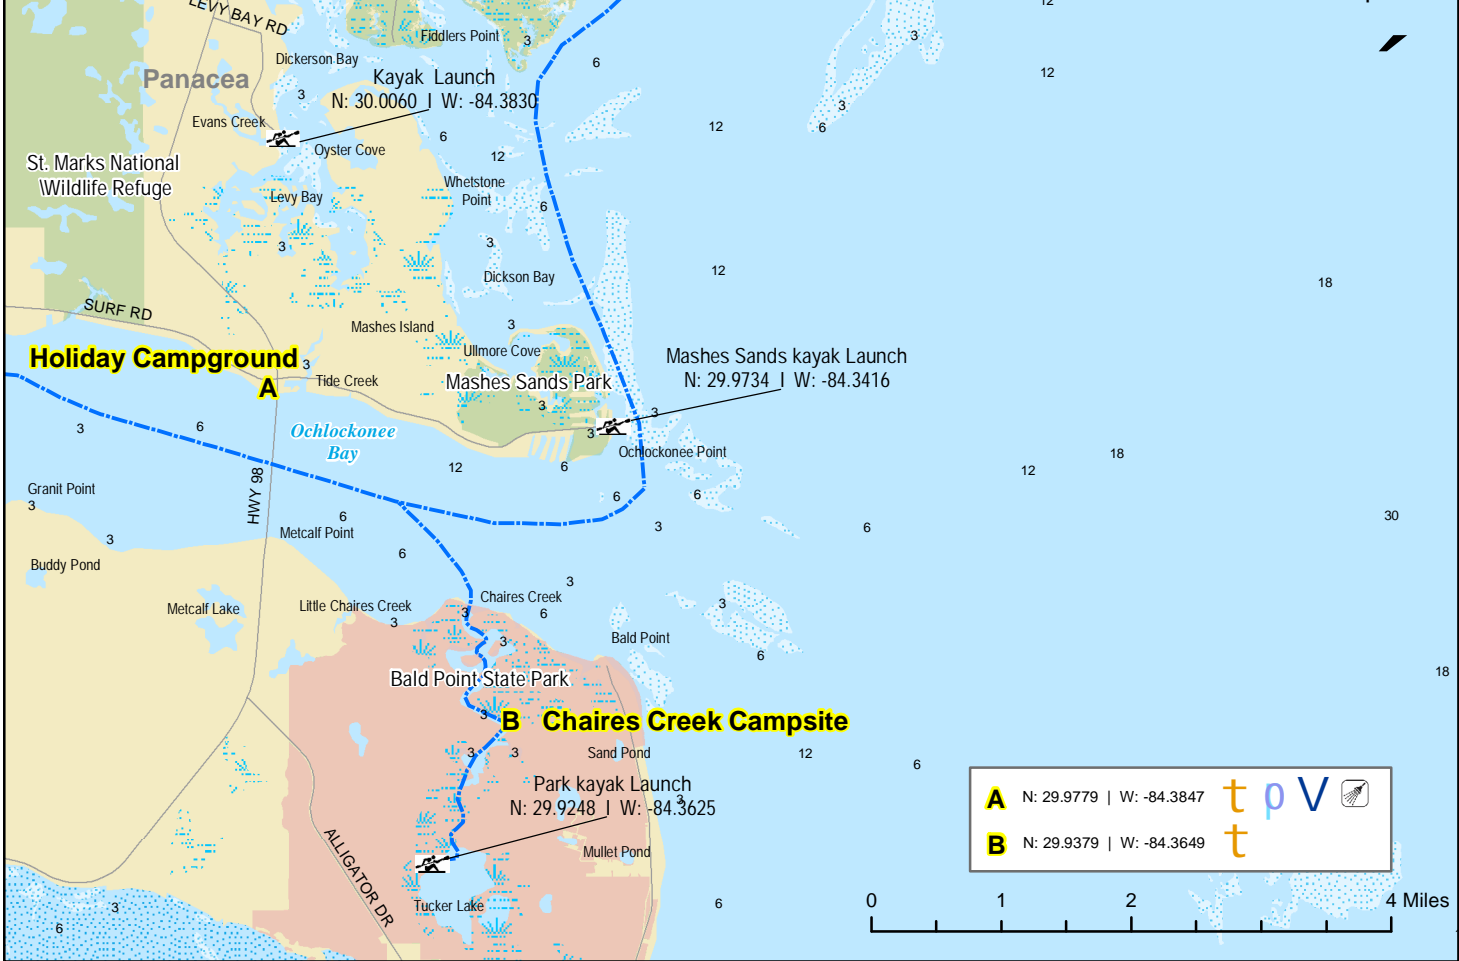 LEVY BAY RD
Fiddlers Point
3
6
3
12
12
Dickerson Bay
Panacea
Kayak Launch
N: 30.0060 I W: -84.3830
3
3
6
12
Evans Creek
Oyster Cove
6
12
St. Marks National
Wildlife Refuge
Whetstone
Point
Levy Bay
6
3
3
Dickson Bay
12
18
SURF RD
Mashes Island
3
Ullmore Cove
Holiday Campground
A
3
Tide Creek
Mashes Sands Park
Mashes Sands kayak Launch
N: 29.9734 I W: -84.3416
3
3
3
6
3
Ochlockonee
Bay
Ochlockonee Point
12
6
18
12
HWY 98
Granit Point
3
6
6
30
6
Metcalf Point
3
6
3
6
Buddy Pond
Metcalf Lake
Little Chaires Creek
3
Chaires Creek
3
3
6
3
3
Bald Point
6
Bald Point State Park
18
3
B Chaires Creek Campsite
3
3
Sand Pond
12
6
Park kayak Launch
N: 29.9248 I W: -84.3625
3
ALLIGATOR DR
Mullet Pond
Tucker Lake
6
3
6
A N: 29.9779 | W: -84.3847 t p V
B N: 29.9379 | W: -84.3649 t
0 1 2 4 Miles